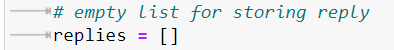 # empty list for storing reply
replies = []